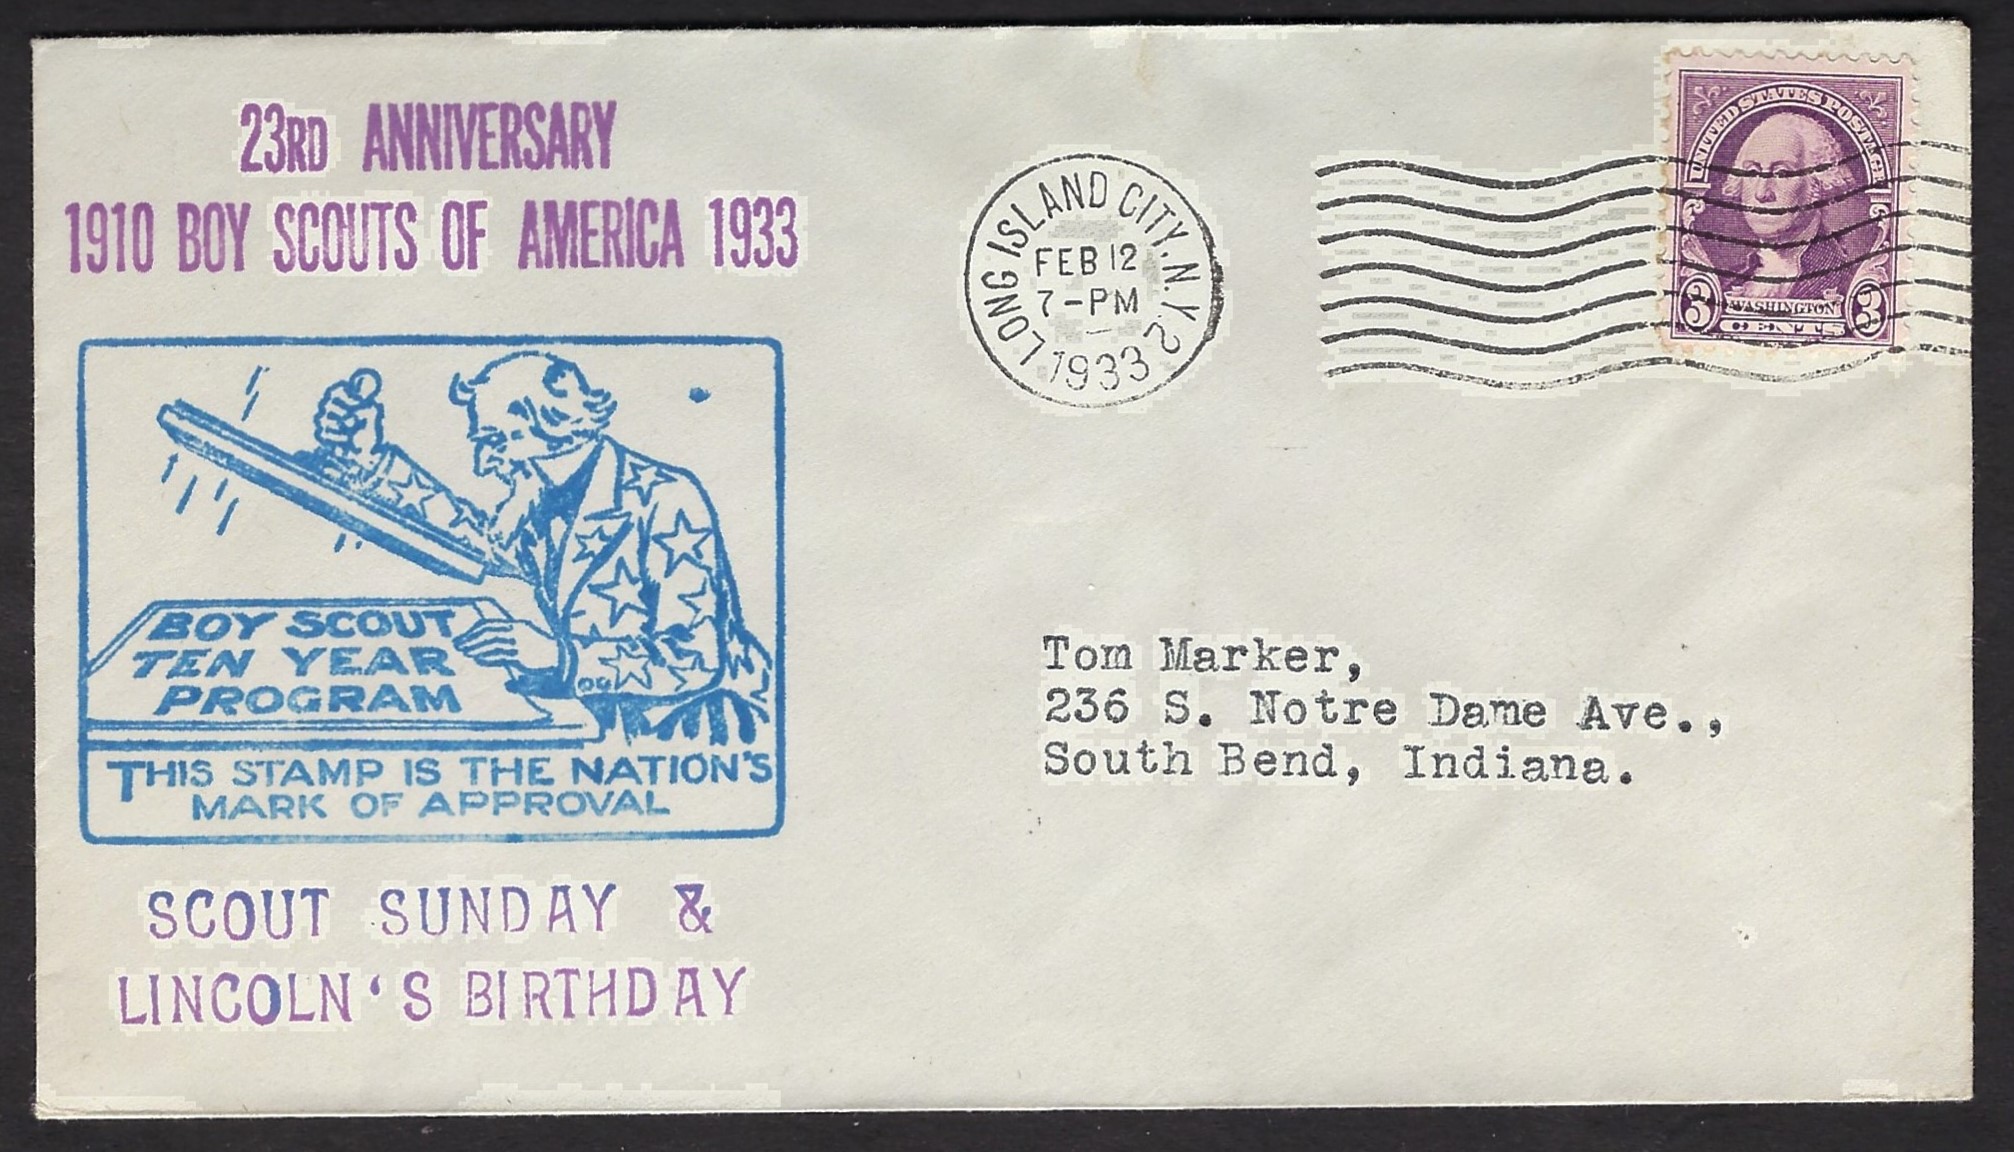 23RD ANNIVERSARY
1910 BOY SCOUTS OF AMERICA 1933
BOY SCOUT
TEN YEAR
PROGRAM
THIS STAMP IS THE NATION'S
MARK OF APPROVAL
SCOUT SUNDAY &
LINCOLN'S BIRTHDAY
LONG ISLAND CITY, N.Y. 2
FEB 12
7-PM
1933
UNITED STATES POSTAGE
3 WASHINGTON 3
CENTS
Tom Marker,
236 S. Notre Dame Ave.,
South Bend, Indiana.